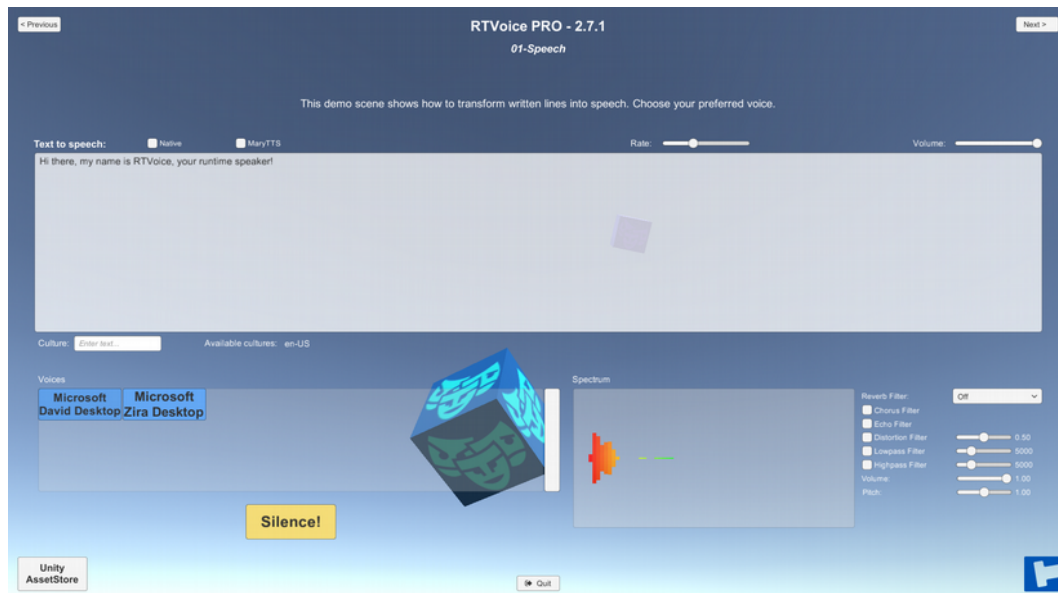 < Previous
RTVoice PRO - 2.7.1
Next >
01-Speech
This demo scene shows how to transform written lines into speech. Choose your preferred voice.
Text to speech: Native MaryTTS Rate: Volume:
Hi there, my name is RTVoice, your runtime speaker!
Culture: Enter text... Available cultures: en-US
Voices
Microsoft
David Desktop
Microsoft
Zira Desktop
Spectrum
Reverb Filter: Off
Chorus Filter
Echo Filter
Distortion Filter 0.50
Lowpass Filter 5000
Highpass Filter 5000
Volume: 1.00
Pitch: 1.00
Silence!
Unity
AssetStore
Quit